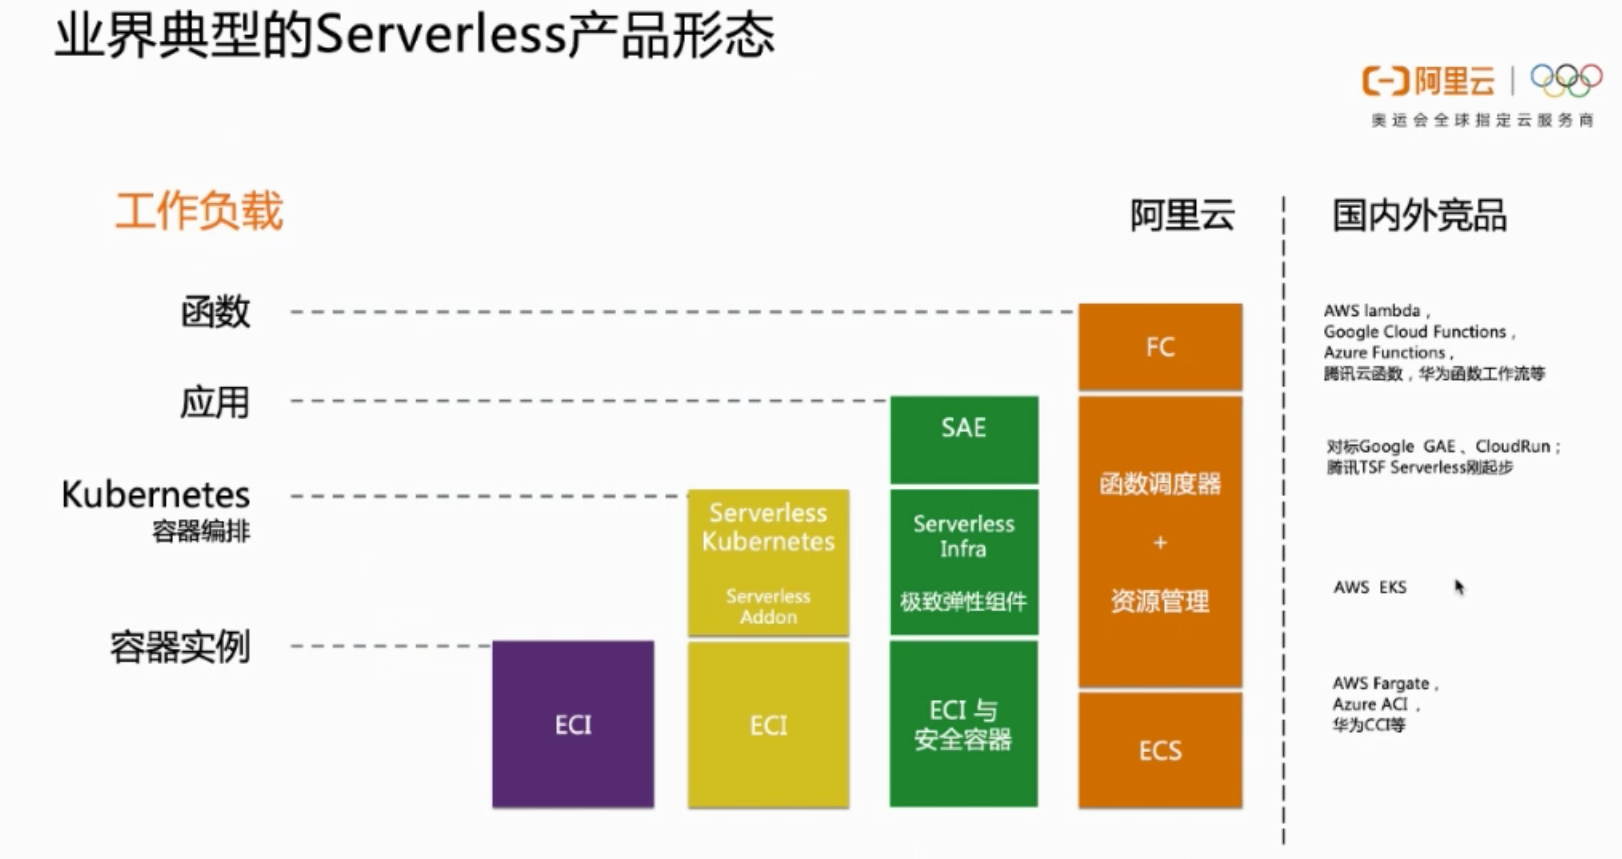 业界典型的Serverless产品形态
阿里云
奥运会全球指定云服务商
工作负载
阿里云
国内外竞品
函数
FC
AWS lambda，
Google Cloud Functions，
Azure Functions，
腾讯云函数，华为函数工作流等
应用
SAE
函数调度器
+
资源管理
对标Google GAE、CloudRun；
腾讯TSF Serverless刚起步
Kubernetes
容器编排
Serverless
Kubernetes
Serverless
Addon
Serverless
Infra
极致弹性组件
AWS EKS
容器实例
ECI
ECI
ECI 与
安全容器
ECS
AWS Fargate，
Azure ACI，
华为CCI等